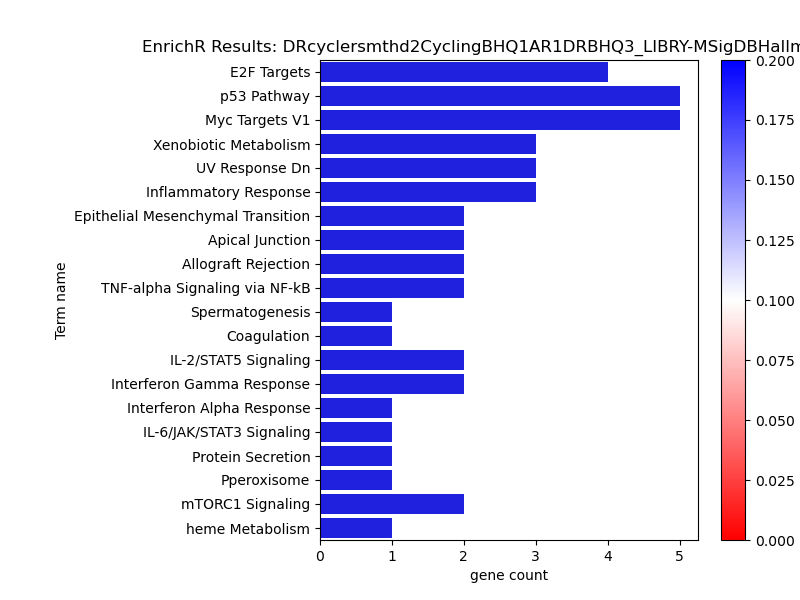 EnrichR Results: DRcyclersmthd2CyclingBHQ1AR1DRBHQ3_LIBRY-MSigDBHallm
E2F Targets
p53 Pathway
Myc Targets V1
Xenobiotic Metabolism
UV Response Dn
Inflammatory Response
Epithelial Mesenchymal Transition
Apical Junction
Allograft Rejection
TNF-alpha Signaling via NF-kB
Spermatogenesis
Coagulation
IL-2/STAT5 Signaling
Interferon Gamma Response
Interferon Alpha Response
IL-6/JAK/STAT3 Signaling
Protein Secretion
Pperoxisome
mTORC1 Signaling
heme Metabolism
Term name
0 1 2 3 4 5
gene count
0.200
0.175
0.150
0.125
0.100
0.075
0.050
0.025
0.000